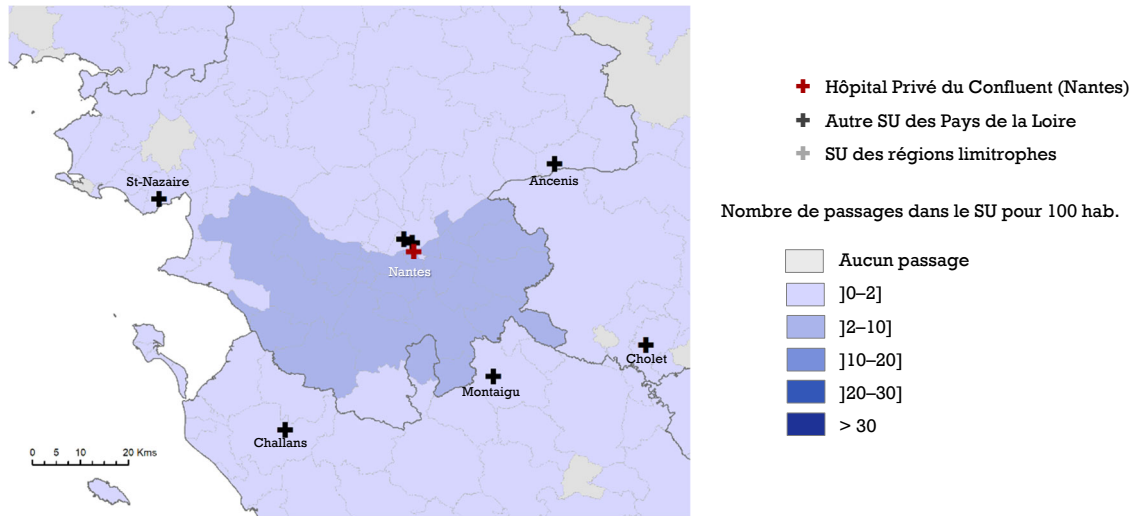 Hôpital Privé du Confluent (Nantes)
Autre SU des Pays de la Loire
SU des régions limitrophes
St-Nazaire
Ancenis
Nantes
Cholet
Montaigu
Challans
0 5 10 20 Kms
Nombre de passages dans le SU pour 100 hab.
Aucun passage
]0–2]
]2–10]
]10–20]
]20–30]
> 30